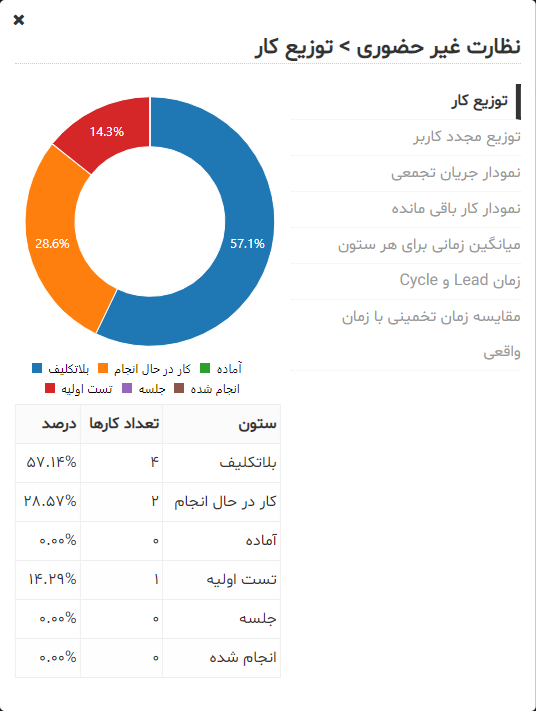 ✖
نظارت غیر حضوری > توزیع کار
توزیع کار
توزیع مجدد کاربر
نمودار جریان تجمعی
نمودار کار باقی مانده
میانگین زمانی برای هر ستون
زمان Lead و Cycle
مقایسه زمان تخمینی با زمان
واقعی
14.3%
28.6%
57.1%
بلاتکلیف کار در حال انجام آماده
تست اولیه جلسه انجام شده
ستون تعداد کارها درصد
بلاتکلیف ۴ ۵۷.۱۴%
کار در حال انجام ۲ ۲۸.۵۷%
آماده ۰ ۰.۰۰%
تست اولیه ۱ ۱۴.۲۹%
جلسه ۰ ۰.۰۰%
انجام شده ۰ ۰.۰۰%